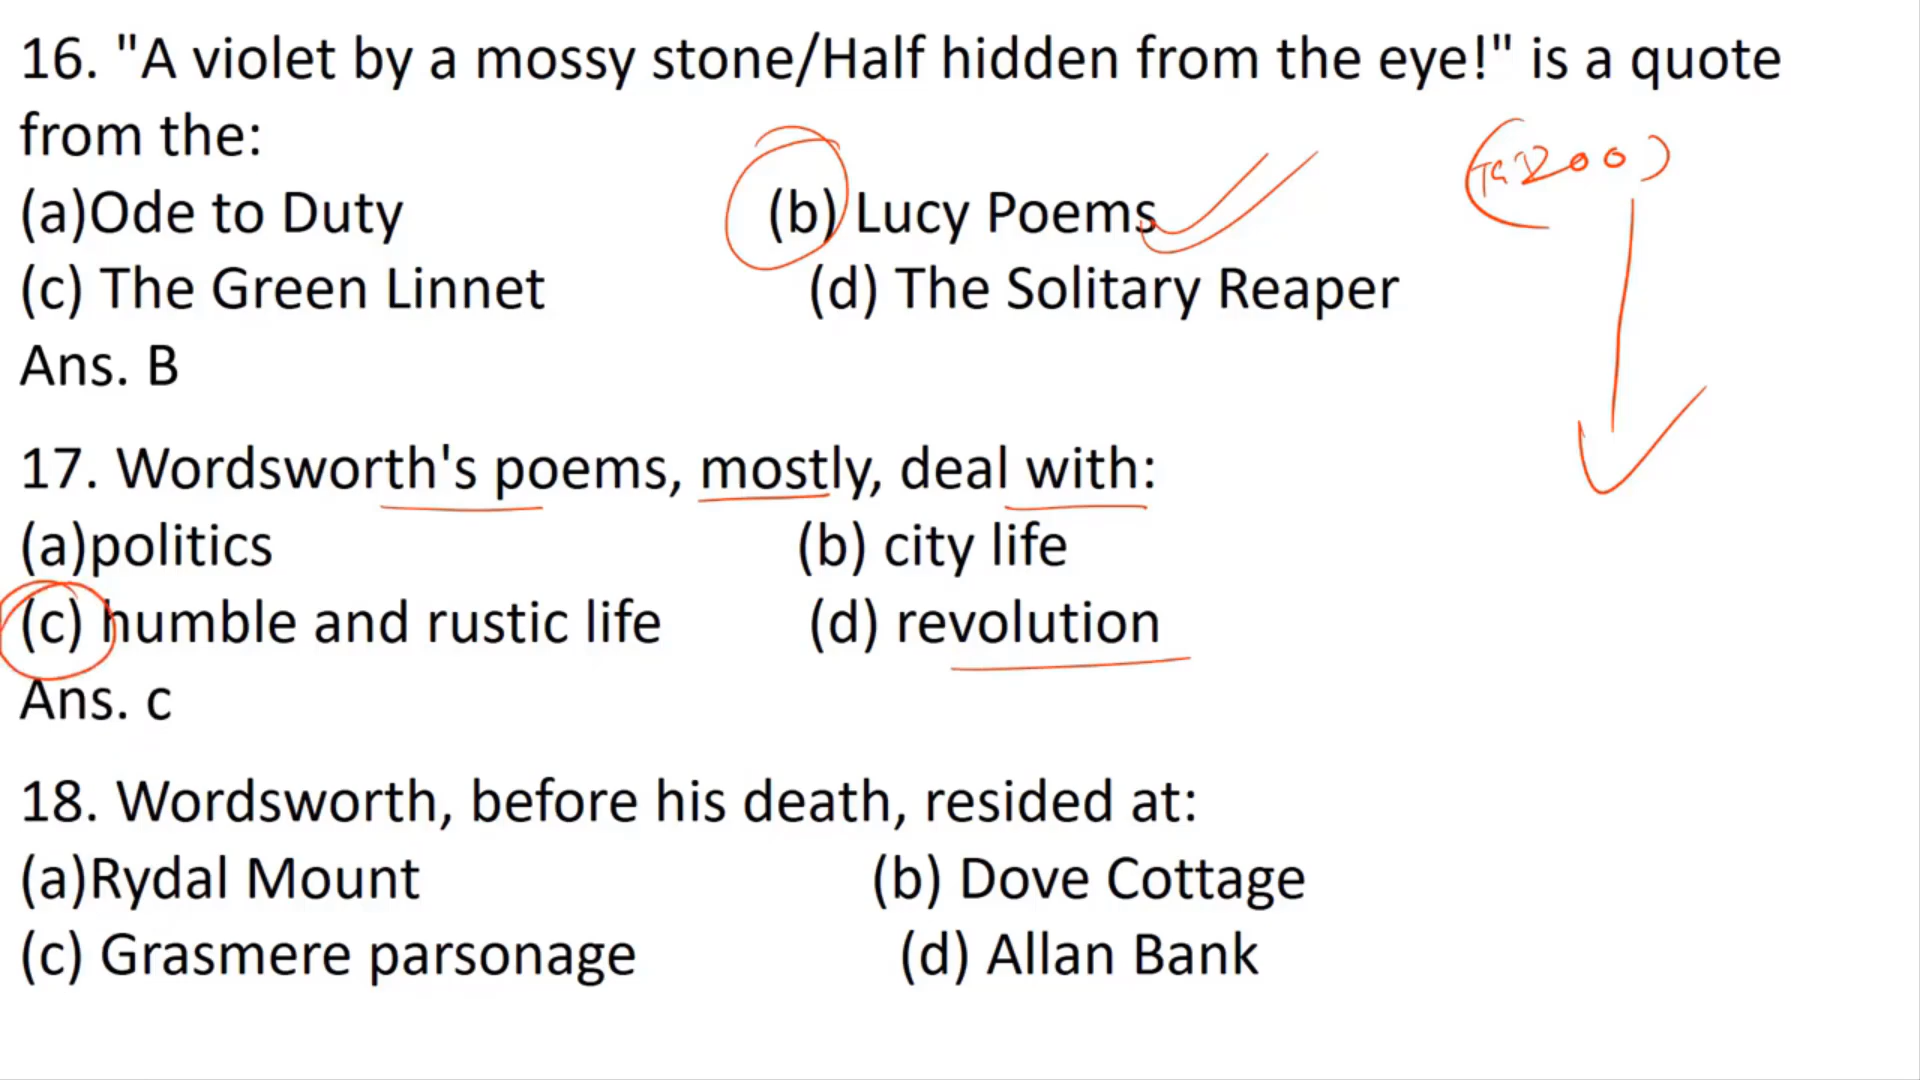 16. "A violet by a mossy stone/Half hidden from the eye!" is a quote
from the:
(a)Ode to Duty (b) Lucy Poems
(c) The Green Linnet (d) The Solitary Reaper
Ans. B
17. Wordsworth's poems, mostly, deal with:
(a)politics (b) city life
(c) humble and rustic life (d) revolution
Ans. c
18. Wordsworth, before his death, resided at:
(a)Rydal Mount (b) Dove Cottage
(c) Grasmere parsonage (d) Allan Bank